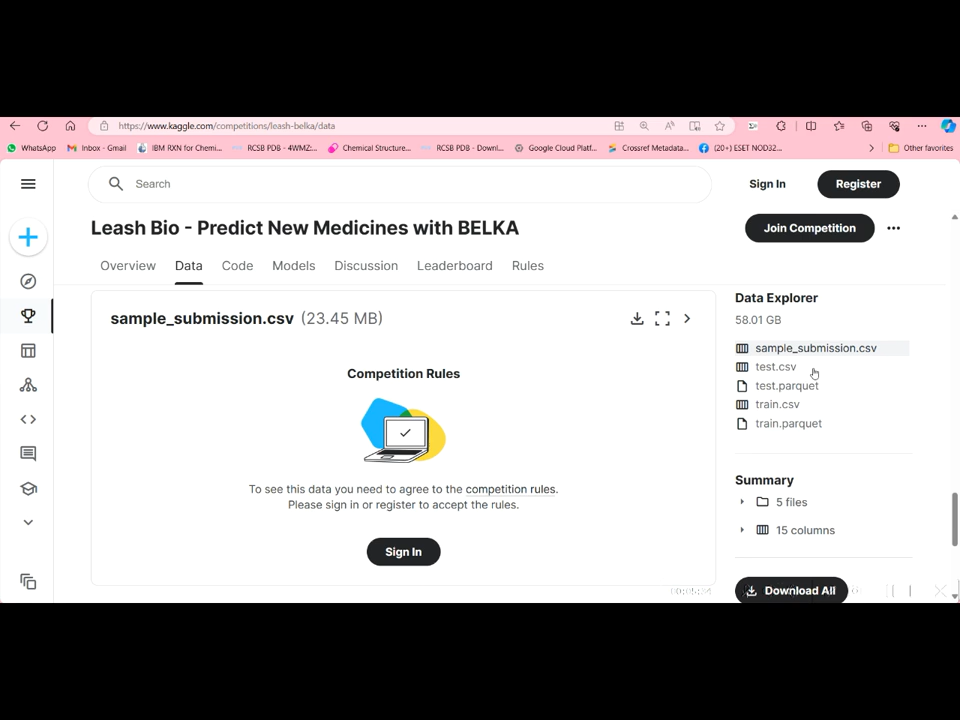 https://www.kaggle.com/competitions/leash-belka/data
WhatsApp
Inbox - Gmail
IBM RXN for Chemi...
RCSB PDB - 4WMZ:...
Chemical Structure...
RCSB PDB - Downl...
Google Cloud Platf...
Crossref Metadata...
(20+) ESET NOD32...
Other favorites
Search
Sign In
Register
Leash Bio - Predict New Medicines with BELKA
Join Competition
Overview
Data
Code
Models
Discussion
Leaderboard
Rules
sample_submission.csv (23.45 MB)
Competition Rules
To see this data you need to agree to the competition rules.
Please sign in or register to accept the rules.
Sign In
Data Explorer
58.01 GB
sample_submission.csv
test.csv
test.parquet
train.csv
train.parquet
Summary
5 files
15 columns
Download All